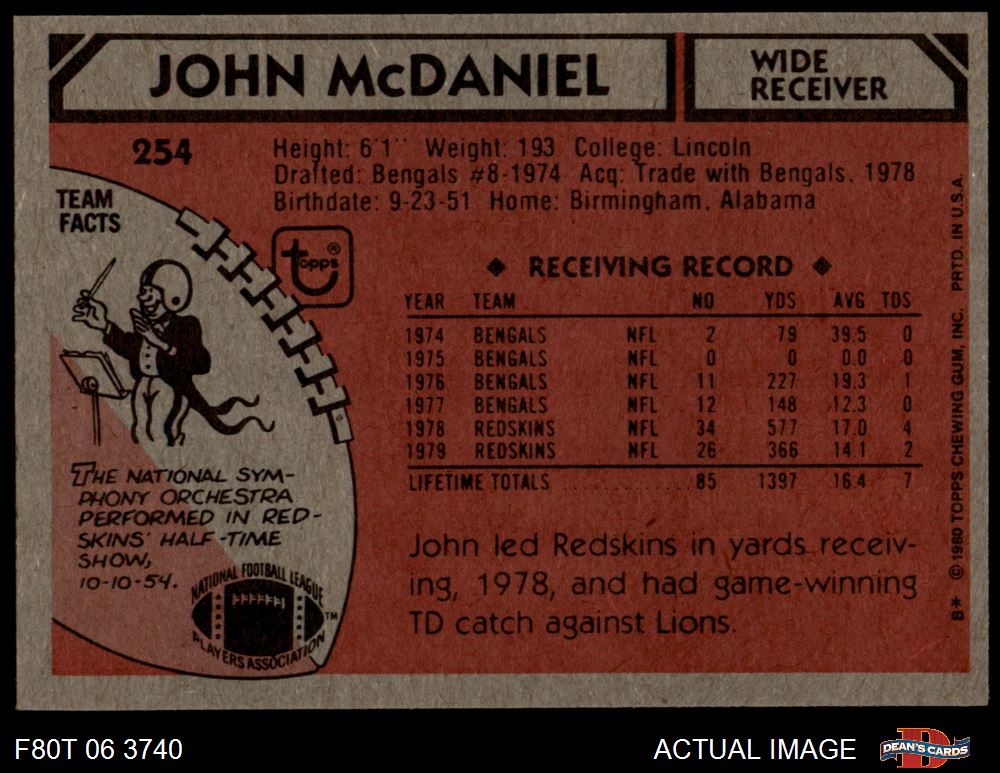 JOHN McDANIEL
WIDE
RECEIVER
254
Height: 6'1" Weight: 193 College: Lincoln
Drafted: Bengals #8-1974 Acq: Trade with Bengals, 1978
Birthdate: 9-23-51 Home: Birmingham, Alabama
TEAM
FACTS
topps®
THE NATIONAL SYM-
PHONY ORCHESTRA
PERFORMED IN RED-
SKINS' HALF-TIME
SHOW,
10-10-54.
NATIONAL FOOTBALL LEAGUE
PLAYERS ASSOCIATION
TM
◆ RECEIVING RECORD ◆
YEAR TEAM NO YDS AVG TDS
1974 BENGALS NFL 2 79 39.5 0
1975 BENGALS NFL 0 0 0.0 0
1976 BENGALS NFL 11 227 19.3 1
1977 BENGALS NFL 12 148 12.3 0
1978 REDSKINS NFL 34 577 17.0 4
1979 REDSKINS NFL 26 366 14.1 2
LIFETIME TOTALS .......... 85 1397 16.4 7
John led Redskins in yards receiv-
ing, 1978, and had game-winning
TD catch against Lions.
B* © 1980 TOPPS CHEWING GUM, INC. PRTD. IN U.S.A.
F80T 06 3740
ACTUAL IMAGE
DEAN'S CARDS